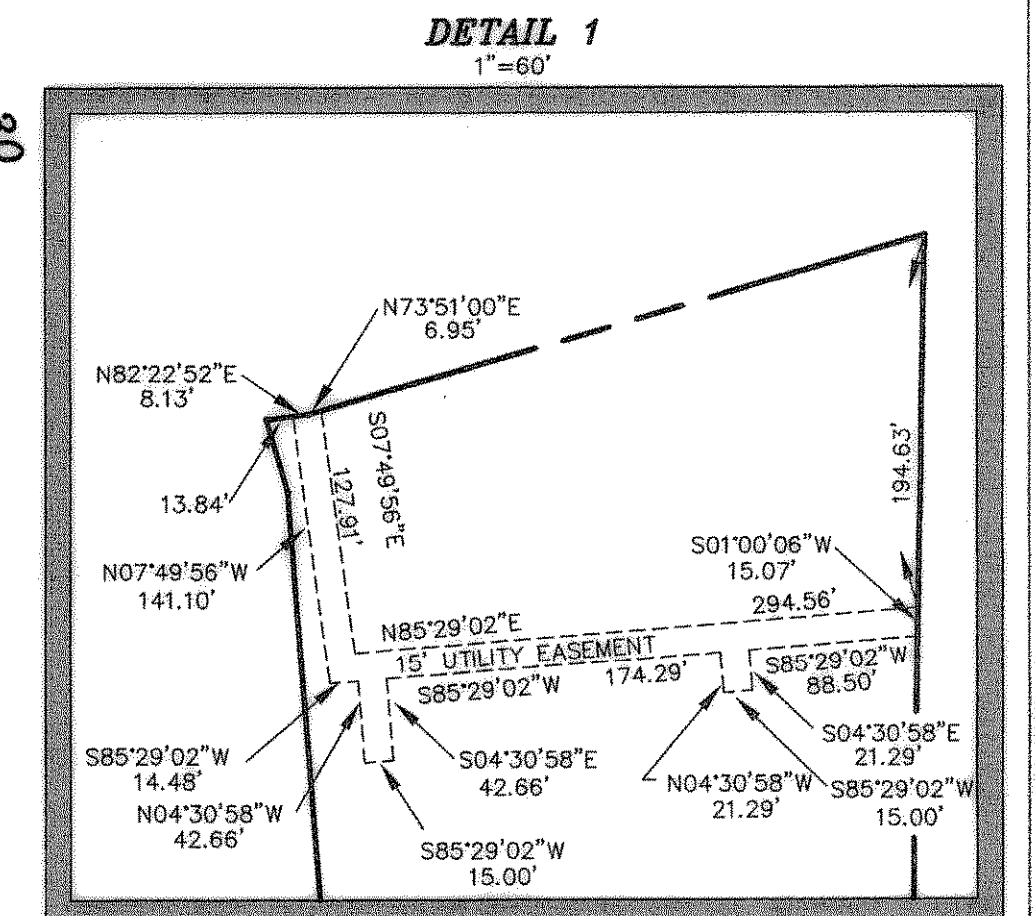 DETAIL 1
1"=60'
20
N73°51'00"E
6.95'
N82°22'52"E
8.13'
S07°49'56"E
127.91'
13.84'
194.63'
N07°49'56"W
141.10'
S01°00'06"W
15.07'
294.56'
N85°29'02"E
15' UTILITY EASEMENT
S85°29'02"W
174.29'
S85°29'02"W
88.50'
S85°29'02"W
14.48'
N04°30'58"W
42.66'
S04°30'58"E
42.66'
S85°29'02"W
15.00'
N04°30'58"W
21.29'
S04°30'58"E
21.29'
S85°29'02"W
15.00'